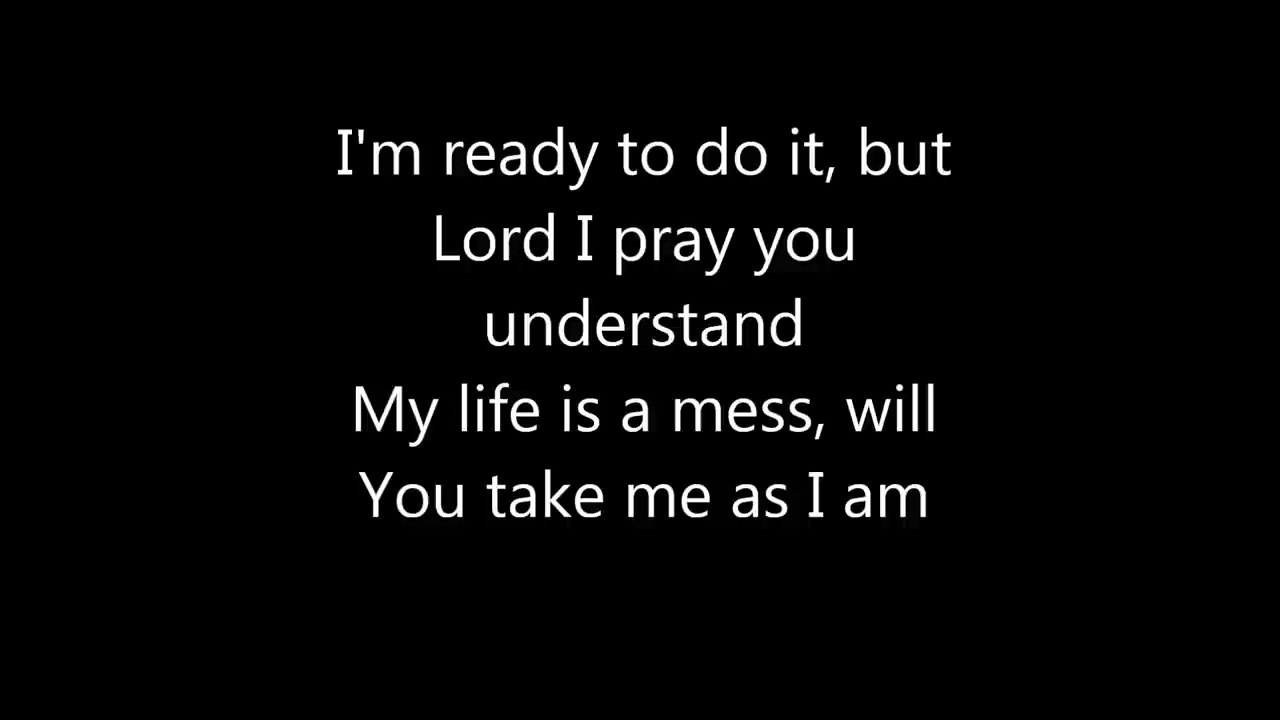 I'm ready to do it, but
Lord I pray you
understand
My life is a mess, will
You take me as I am